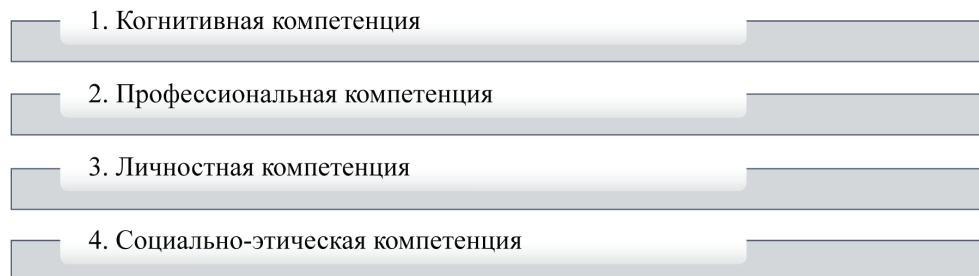 1. Когнитивная компетенция
2. Профессиональная компетенция
3. Личностная компетенция
4. Социально-этическая компетенция